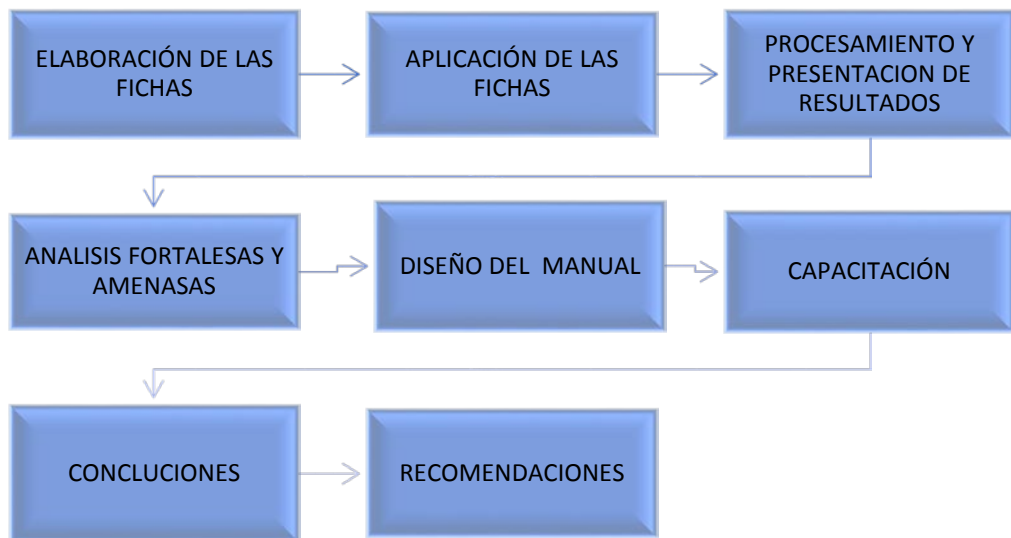 ELABORACIÓN DE LAS
FICHAS
APLICACIÓN DE LAS
FICHAS
PROCESAMIENTO Y
PRESENTACION DE
RESULTADOS
ANALISIS FORTALESAS Y
AMENASAS
DISEÑO DEL  MANUAL
CAPACITACIÓN
CONCLUCIONES
RECOMENDACIONES